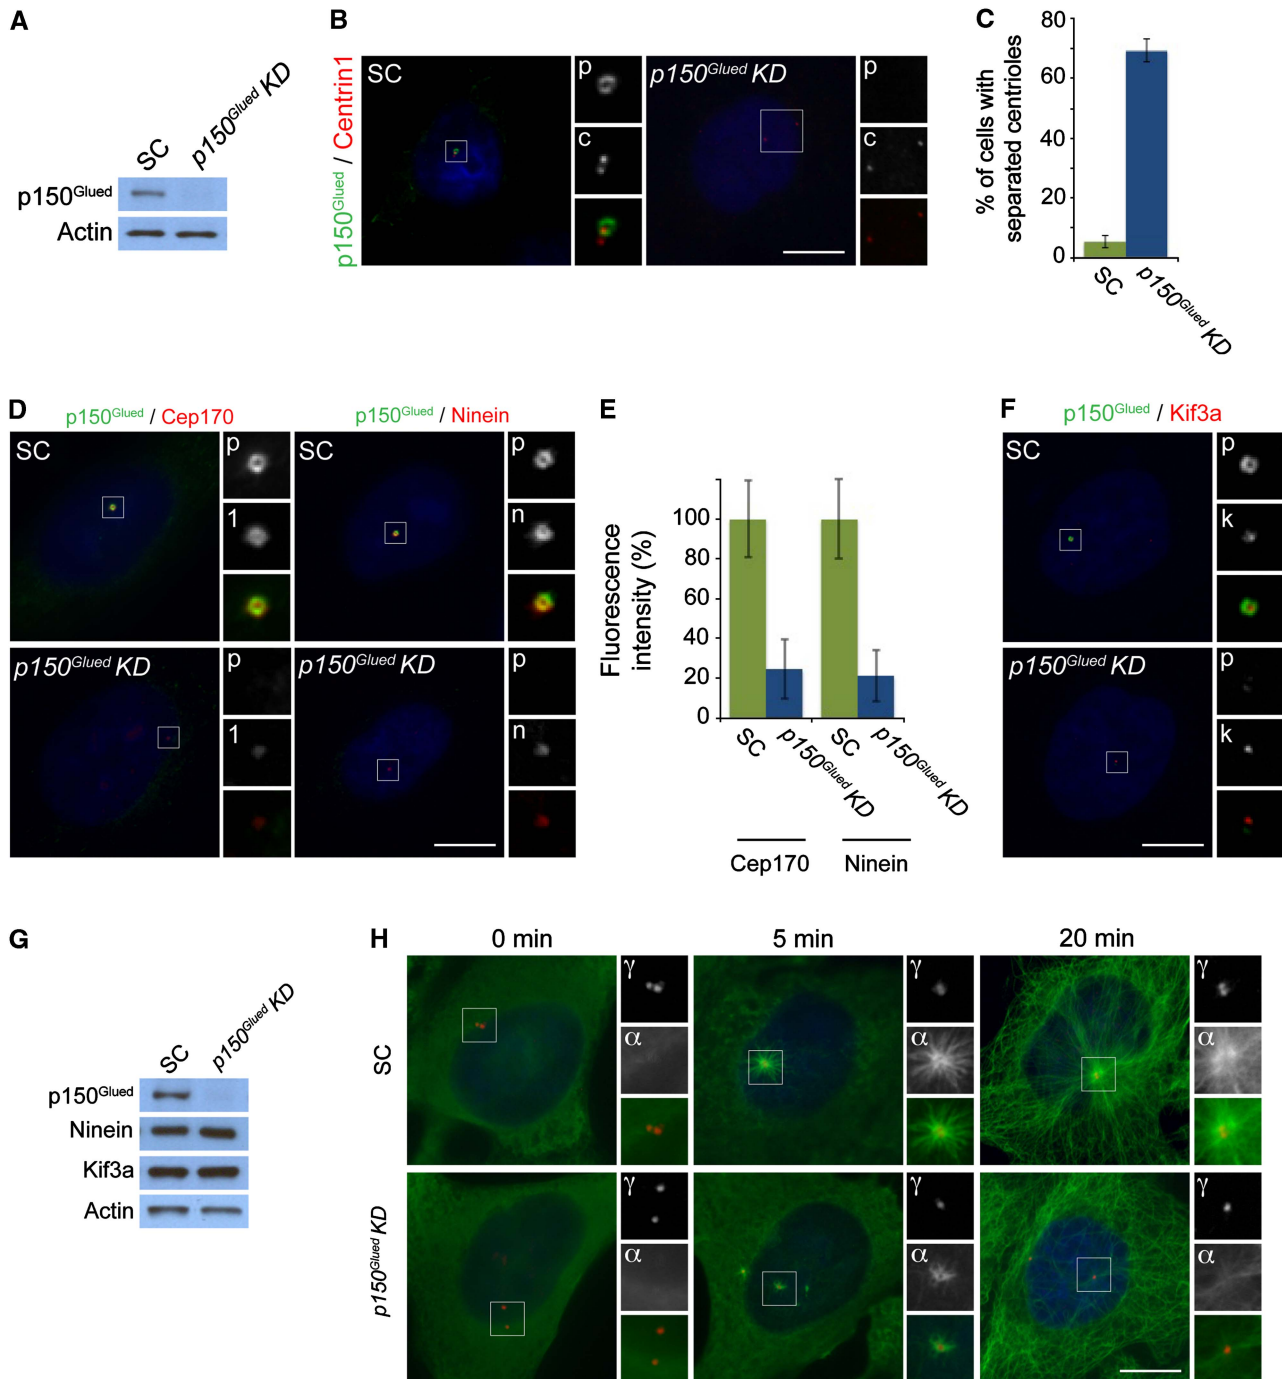 A
SC
p150Glued KD
p150Glued
Actin
B
p150Glued / Centrin1
SC
p
c
p150Glued KD
p
c
C
% of cells with
separated centrioles
80
60
40
20
0
SC
p150Glued KD
D
p150Glued / Cep170
p150Glued / Ninein
SC
p
1
SC
p
n
p150Glued KD
p
1
p150Glued KD
p
n
E
Fluorescence
intensity (%)
100
80
60
40
20
0
SC
p150Glued KD
SC
p150Glued KD
Cep170
Ninein
F
p150Glued / Kif3a
SC
p
k
p150Glued KD
p
k
G
SC
p150Glued KD
p150Glued
Ninein
Kif3a
Actin
H
0 min
5 min
20 min
SC
γ
α
γ
α
γ
α
p150Glued KD
γ
α
γ
α
γ
α